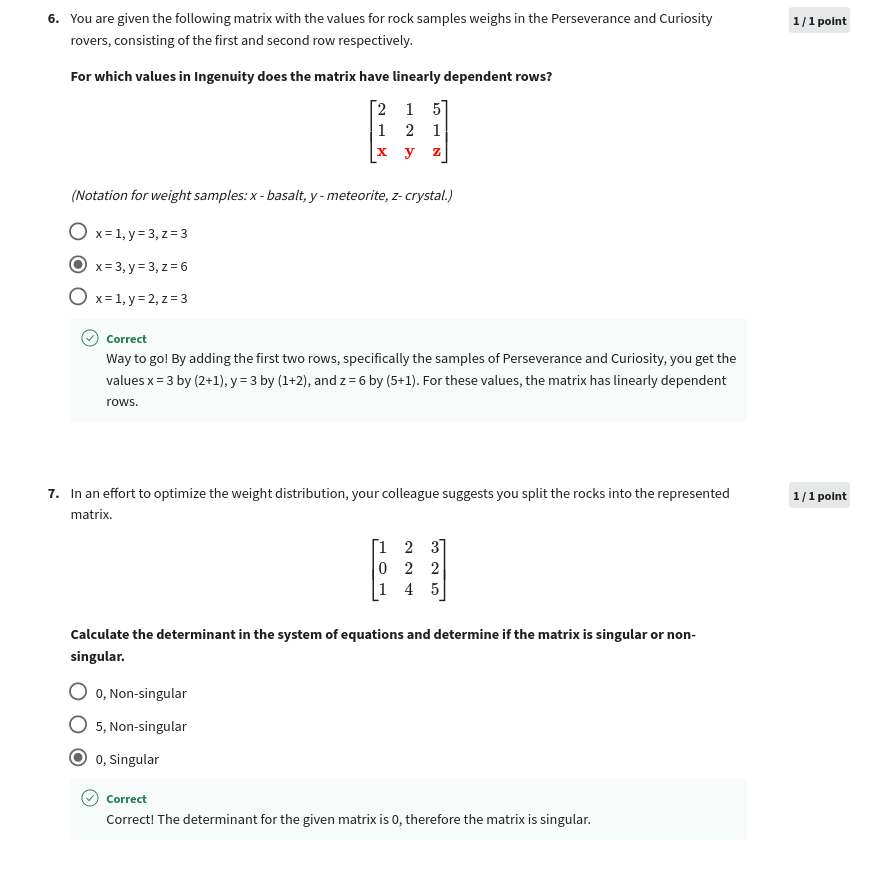 6. You are given the following matrix with the values for rock samples weighs in the Perseverance and Curiosity
rovers, consisting of the first and second row respectively.
1 / 1 point
For which values in Ingenuity does the matrix have linearly dependent rows?
2 1 5
1 2 1
x y z
(Notation for weight samples: x - basalt, y - meteorite, z- crystal.)
x = 1, y = 3, z = 3
x = 3, y = 3, z = 6
x = 1, y = 2, z = 3
Correct
Way to go! By adding the first two rows, specifically the samples of Perseverance and Curiosity, you get the
values x = 3 by (2+1), y = 3 by (1+2), and z = 6 by (5+1). For these values, the matrix has linearly dependent
rows.
7. In an effort to optimize the weight distribution, your colleague suggests you split the rocks into the represented
matrix.
1 / 1 point
1 2 3
0 2 2
1 4 5
Calculate the determinant in the system of equations and determine if the matrix is singular or non-
singular.
0, Non-singular
5, Non-singular
0, Singular
Correct
Correct! The determinant for the given matrix is 0, therefore the matrix is singular.